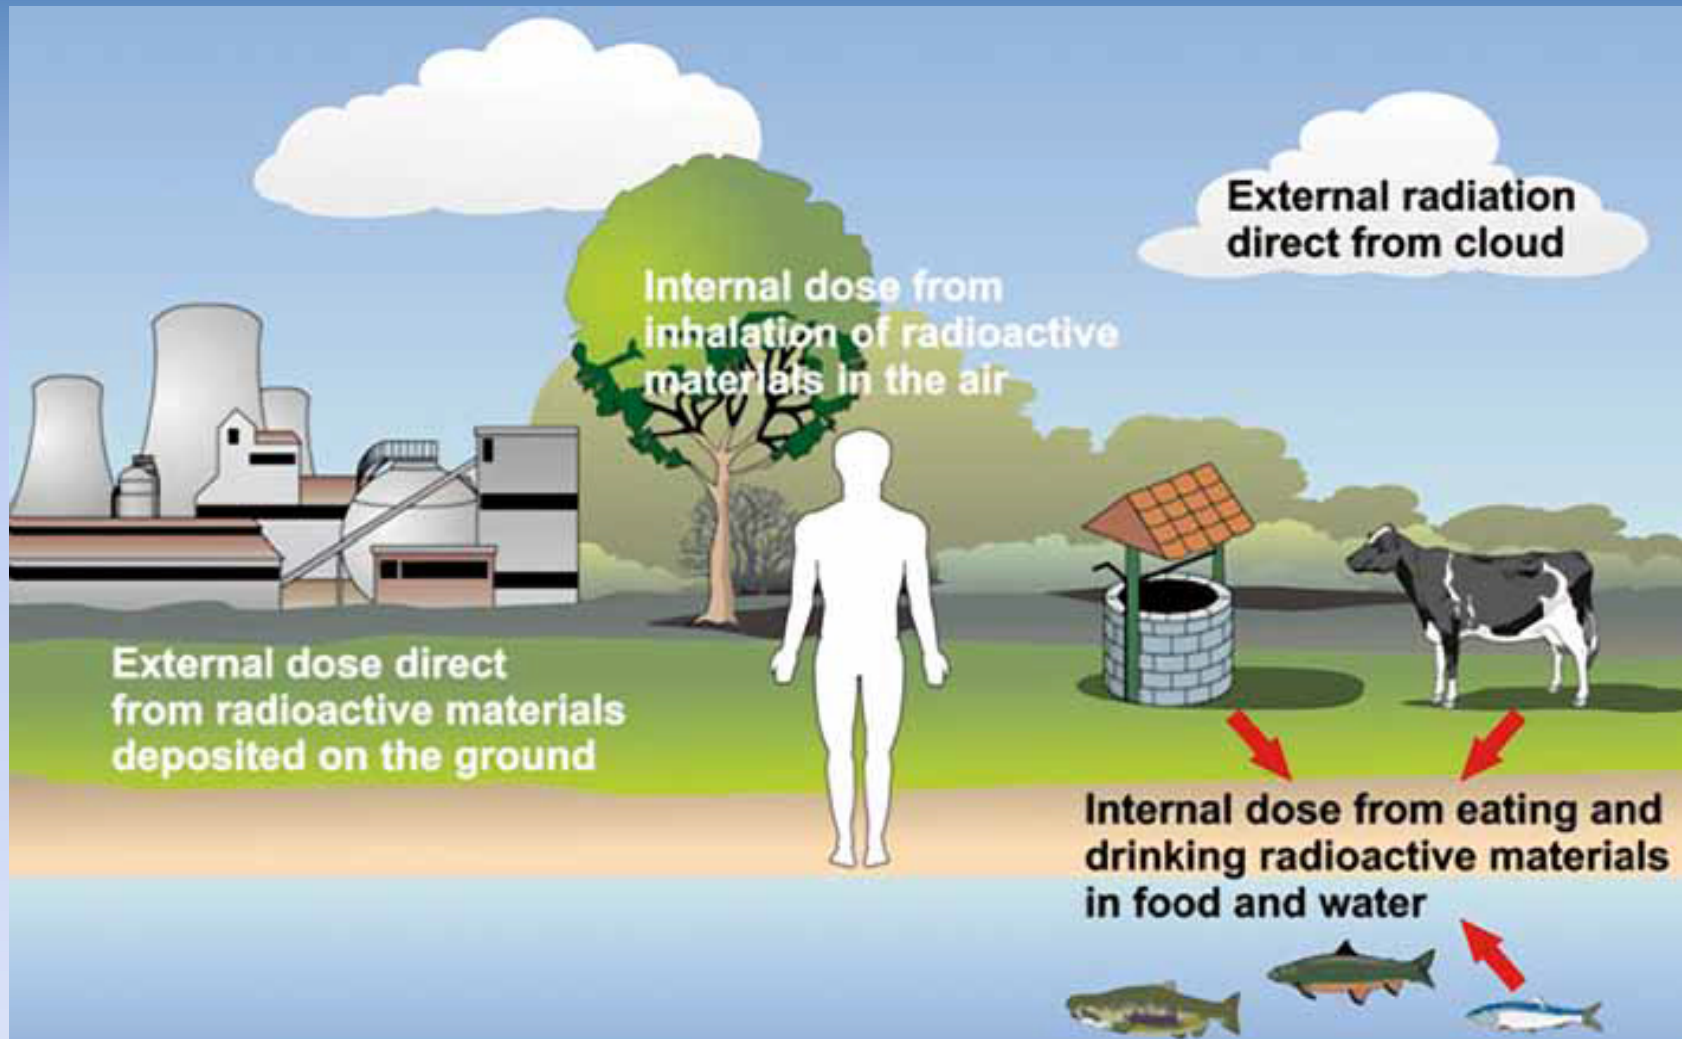 External radiation
direct from cloud
Internal dose from
inhalation of radioactive
materials in the air
External dose direct
from radioactive materials
deposited on the ground
Internal dose from eating and
drinking radioactive materials
in food and water